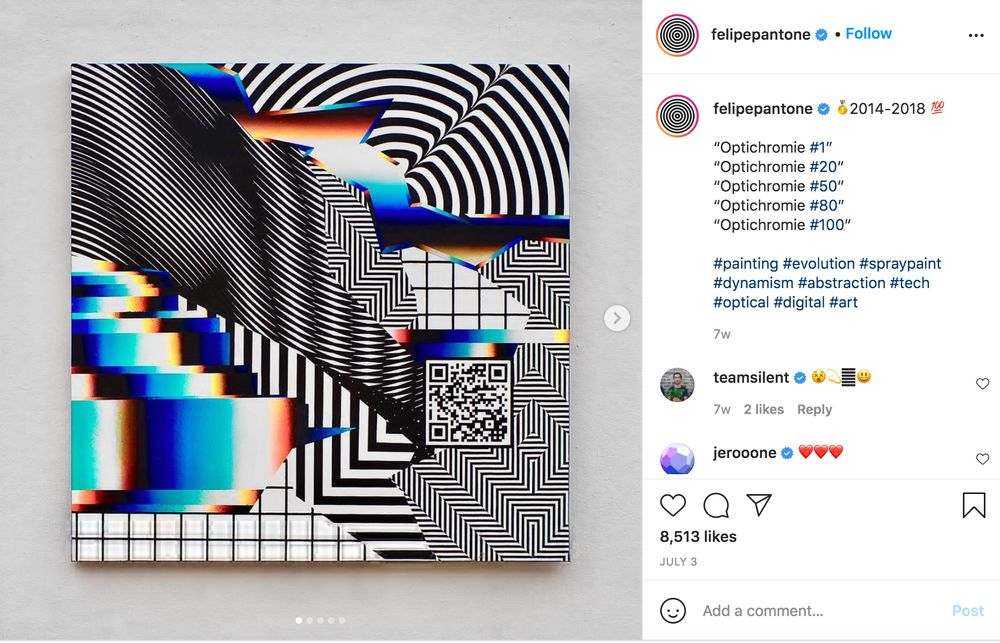 felipepantone • Follow
felipepantone 🥇2014-2018 💯
“Optichromie #1”
“Optichromie #20”
“Optichromie #50”
“Optichromie #80”
“Optichromie #100”
#painting #evolution #spraypaint
#dynamism #abstraction #tech
#optical #digital #art
7w
teamsilent
7w 2 likes Reply
jerooone ❤️❤️❤️
8,513 likes
JULY 3
Add a comment... Post